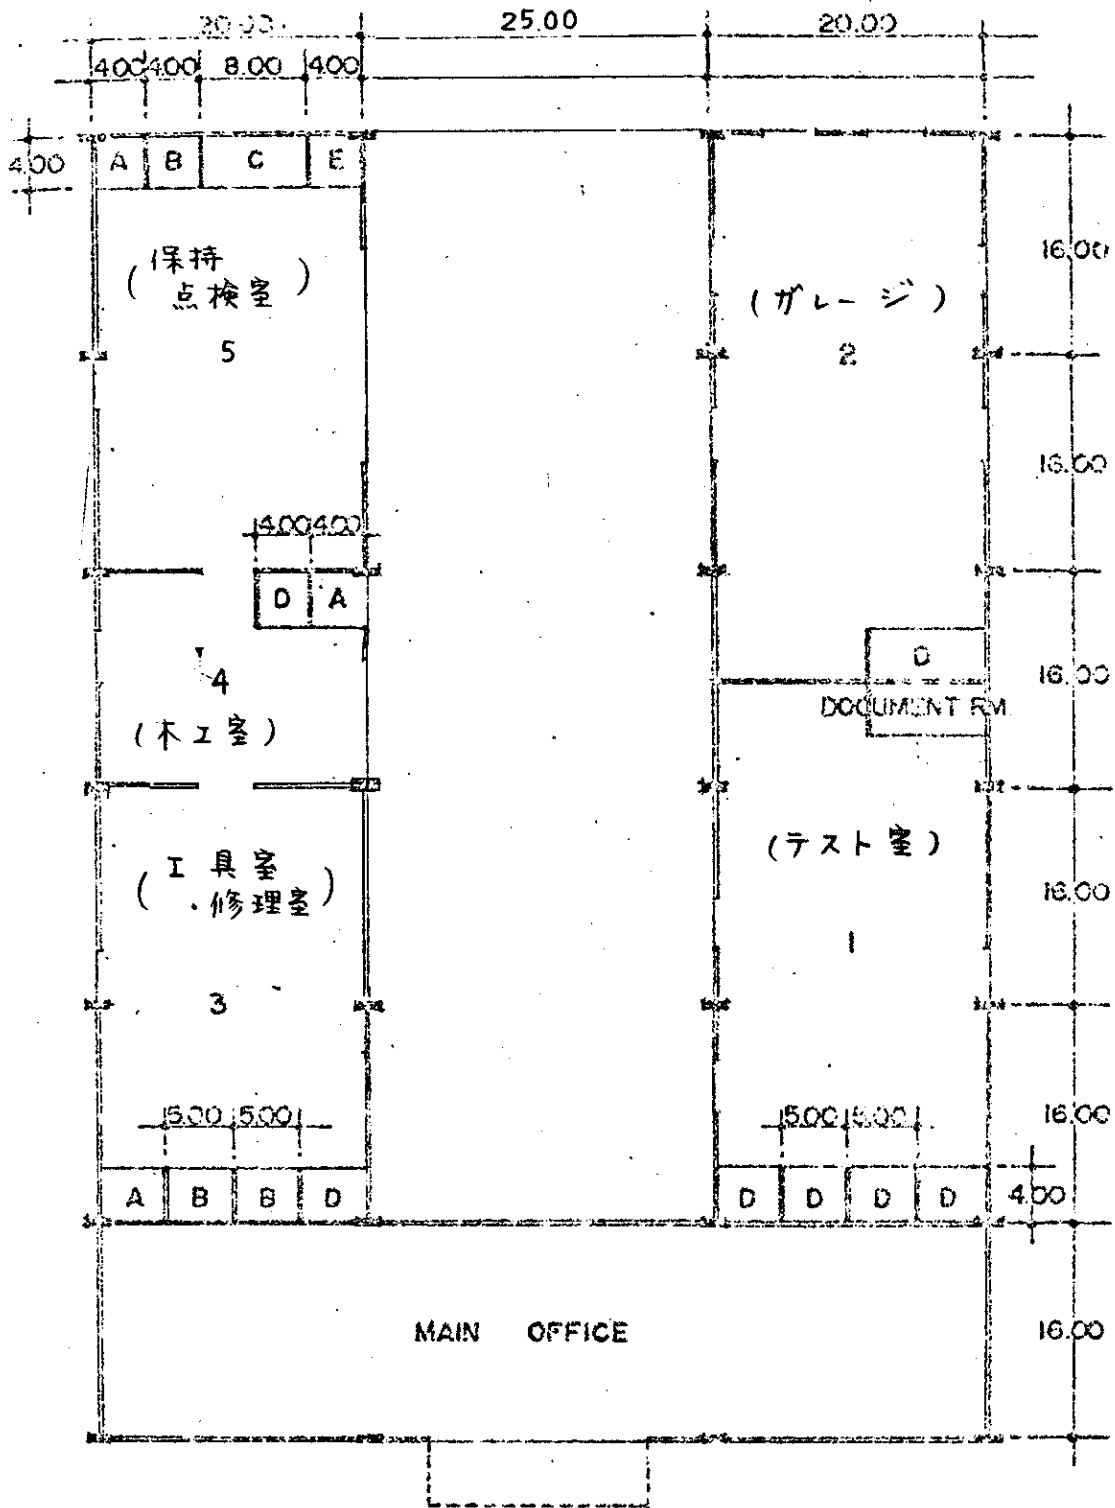 20.00 25.00 20.00
4.00 4.00 8.00 4.00
4.00 A B C E
16.00
(保持
点検室)
(ガレージ)
5
2
16.00
4.00 4.00
D A
D
16.00
4
DOCUMENT RM
(木工室)
(テスト室)
(工具室
・修理室)
16.00
1
3
5.00 5.00
5.00 5.00
16.00
A B B D
D D D D
4.00
MAIN OFFICE
16.00